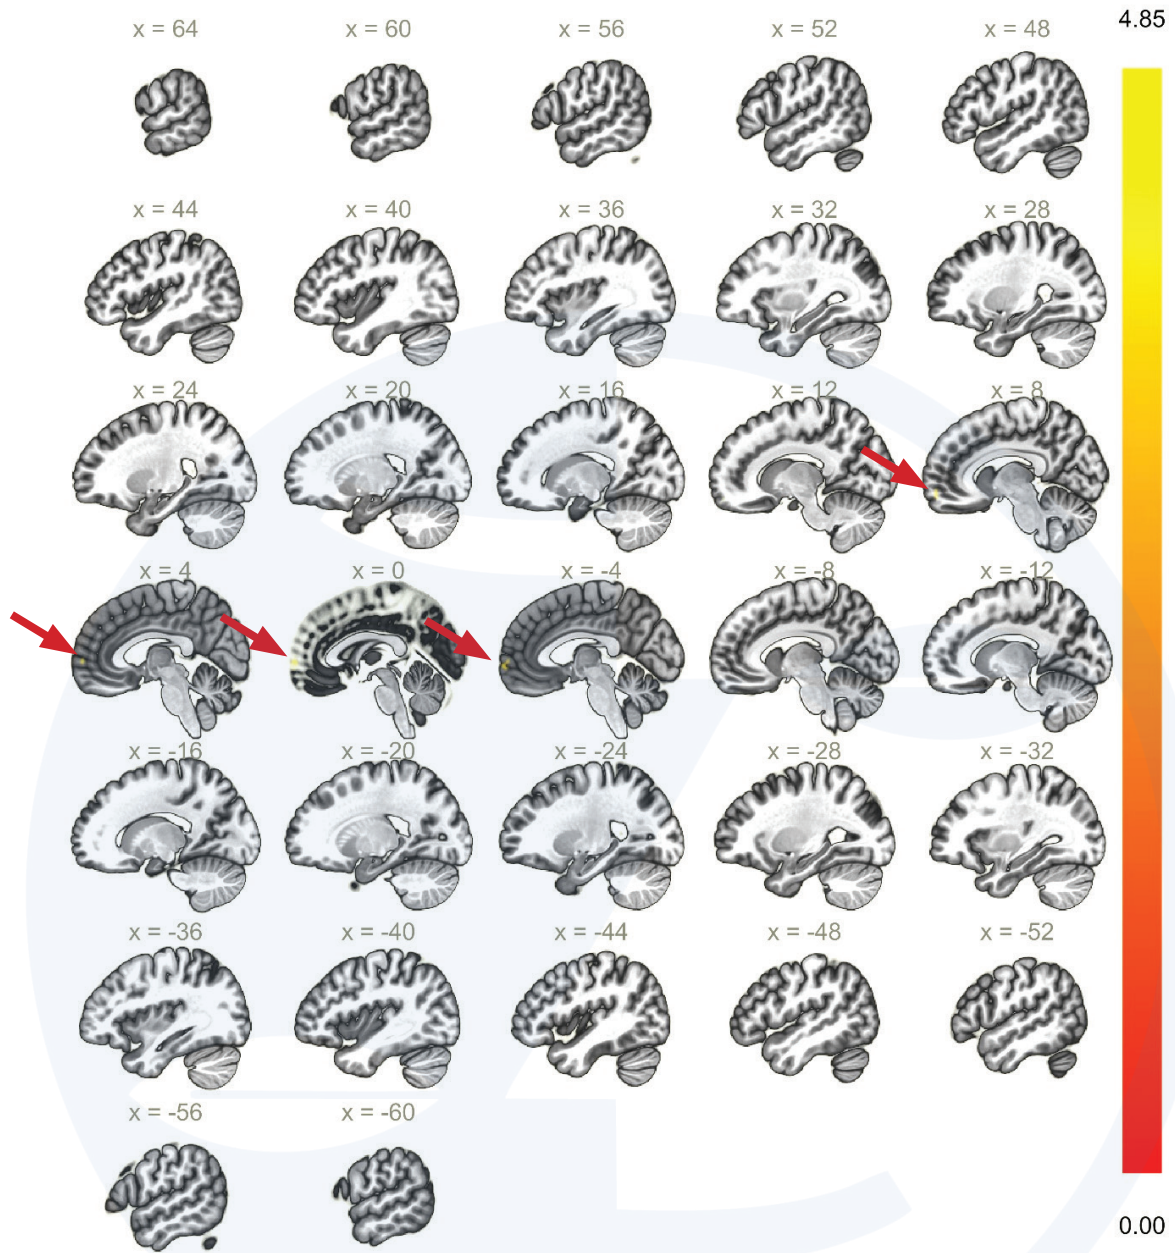 4.85
x = 64
x = 60
x = 56
x = 52
x = 48
x = 44
x = 40
x = 36
x = 32
x = 28
x = 24
x = 20
x = 16
x = 12
x = 8
x = 4
x = 0
x = -4
x = -8
x = -12
x = -16
x = -20
x = -24
x = -28
x = -32
x = -36
x = -40
x = -44
x = -48
x = -52
x = -56
x = -60
0.00